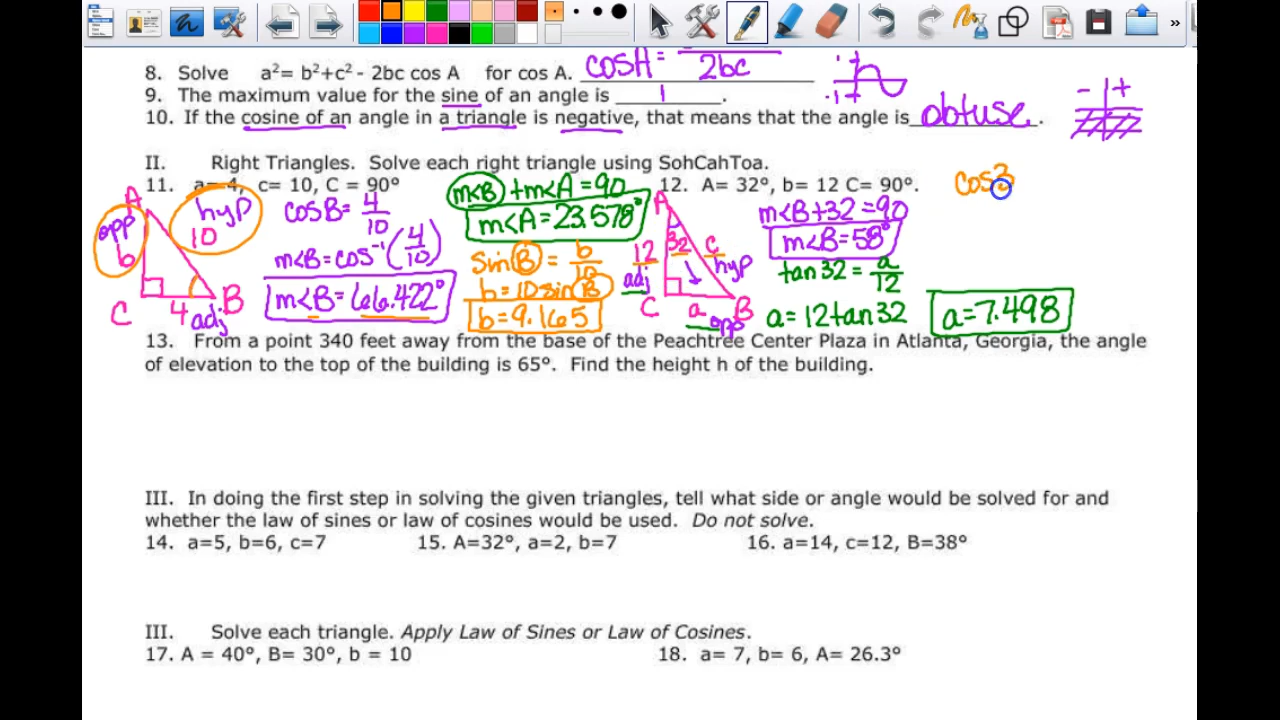 8. Solve a²= b²+c² - 2bc cos A for cos A. cosA = 2bc
9. The maximum value for the sine of an angle is 1.
-1
10. If the cosine of an angle in a triangle is negative, that means that the angle is obtuse. - +
II. Right Triangles. Solve each right triangle using SohCahToa.
11. a= 4, c= 10, C = 90°
12. A= 32°, b= 12 C= 90°.
A
opp
b
hyp
10
C
4
adj
B
cosB = 4/10
m<B = cos⁻¹(4/10)
m<B = 66.422°
m<B + m<A = 90
m<A = 23.578°
sin B = b/10
b = 10 sin B
b = 9.165
A
32
12
adj
c
hyp
C
a
opp
B
m<B + 32 = 90
m<B = 58°
tan 32 = a/12
a = 12 tan 32
a = 7.498
cos 3
13. From a point 340 feet away from the base of the Peachtree Center Plaza in Atlanta, Georgia, the angle
of elevation to the top of the building is 65°. Find the height h of the building.
III. In doing the first step in solving the given triangles, tell what side or angle would be solved for and
whether the law of sines or law of cosines would be used. Do not solve.
14. a=5, b=6, c=7 15. A=32°, a=2, b=7 16. a=14, c=12, B=38°
III. Solve each triangle. Apply Law of Sines or Law of Cosines.
17. A = 40°, B= 30°, b = 10 18. a= 7, b= 6, A= 26.3°